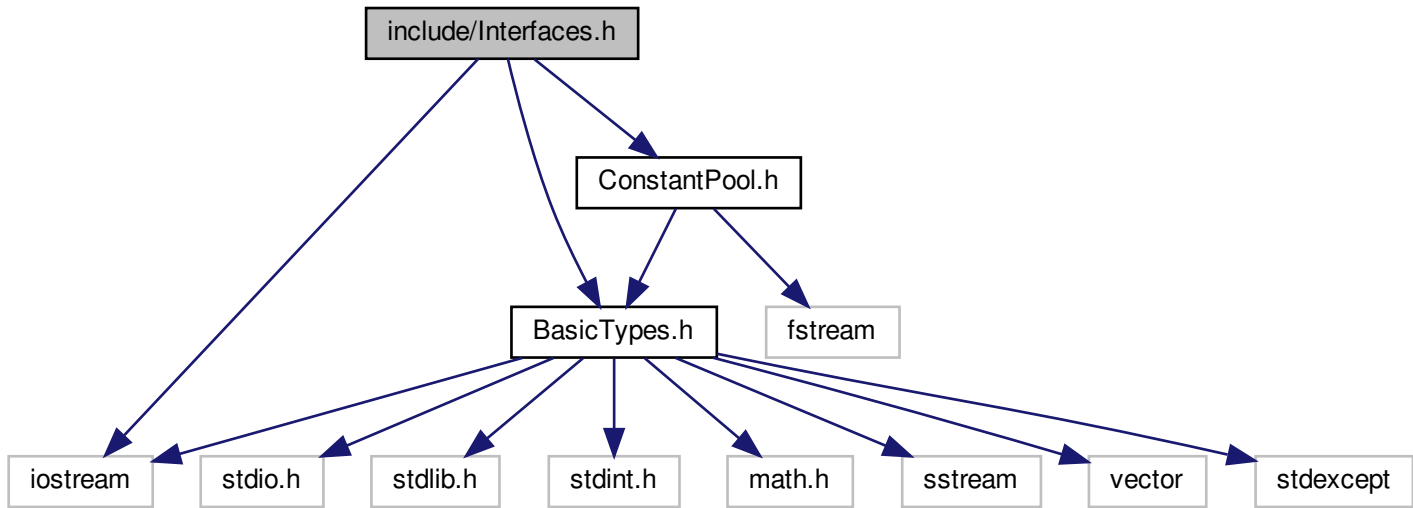 include/Interfaces.h
ConstantPool.h
BasicTypes.h
fstream
iostream
stdio.h
stdlib.h
stdint.h
math.h
sstream
vector
stdexcept